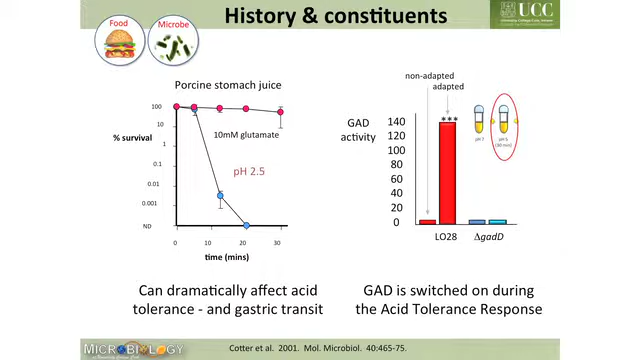 Food
Microbe
History & constituents
UCC
Porcine stomach juice
100
10
1
0.1
0.01
0.001
ND
% survival
10mM glutamate
pH 2.5
0
10
20
30
time (mins)
Can dramatically affect acid
tolerance - and gastric transit
non-adapted
adapted
GAD
activity
140
120
100
80
60
40
20
0
***
pH 7
pH 5
(30 min)
LO28
ΔgadD
GAD is switched on during
the Acid Tolerance Response
MICROBIOLOGY
Cotter et al. 2001. Mol. Microbiol. 40:465-75.